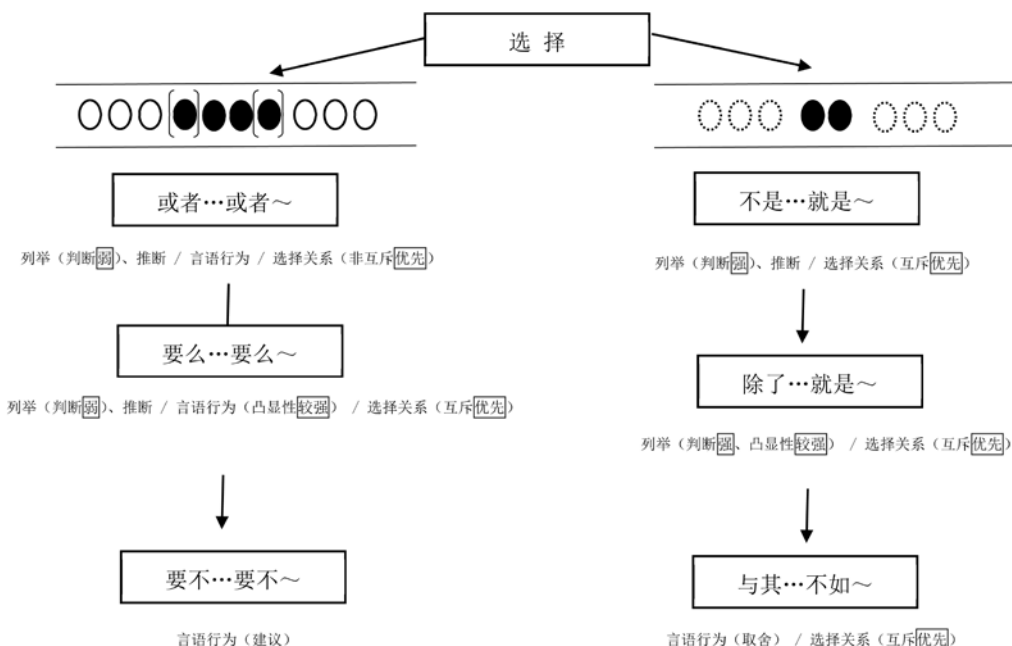 选 择
或者…或者～
列举（判断弱）、推断 / 言语行为 / 选择关系（非互斥优先）
要么…要么～
列举（判断弱）、推断 / 言语行为（凸显性较强） / 选择关系（互斥优先）
要不…要不～
言语行为（建议）
不是…就是～
列举（判断强）、推断 / 选择关系（互斥优先）
除了…就是～
列举（判断强、凸显性较强） / 选择关系（互斥优先）
与其…不如～
言语行为（取舍） / 选择关系（互斥优先）